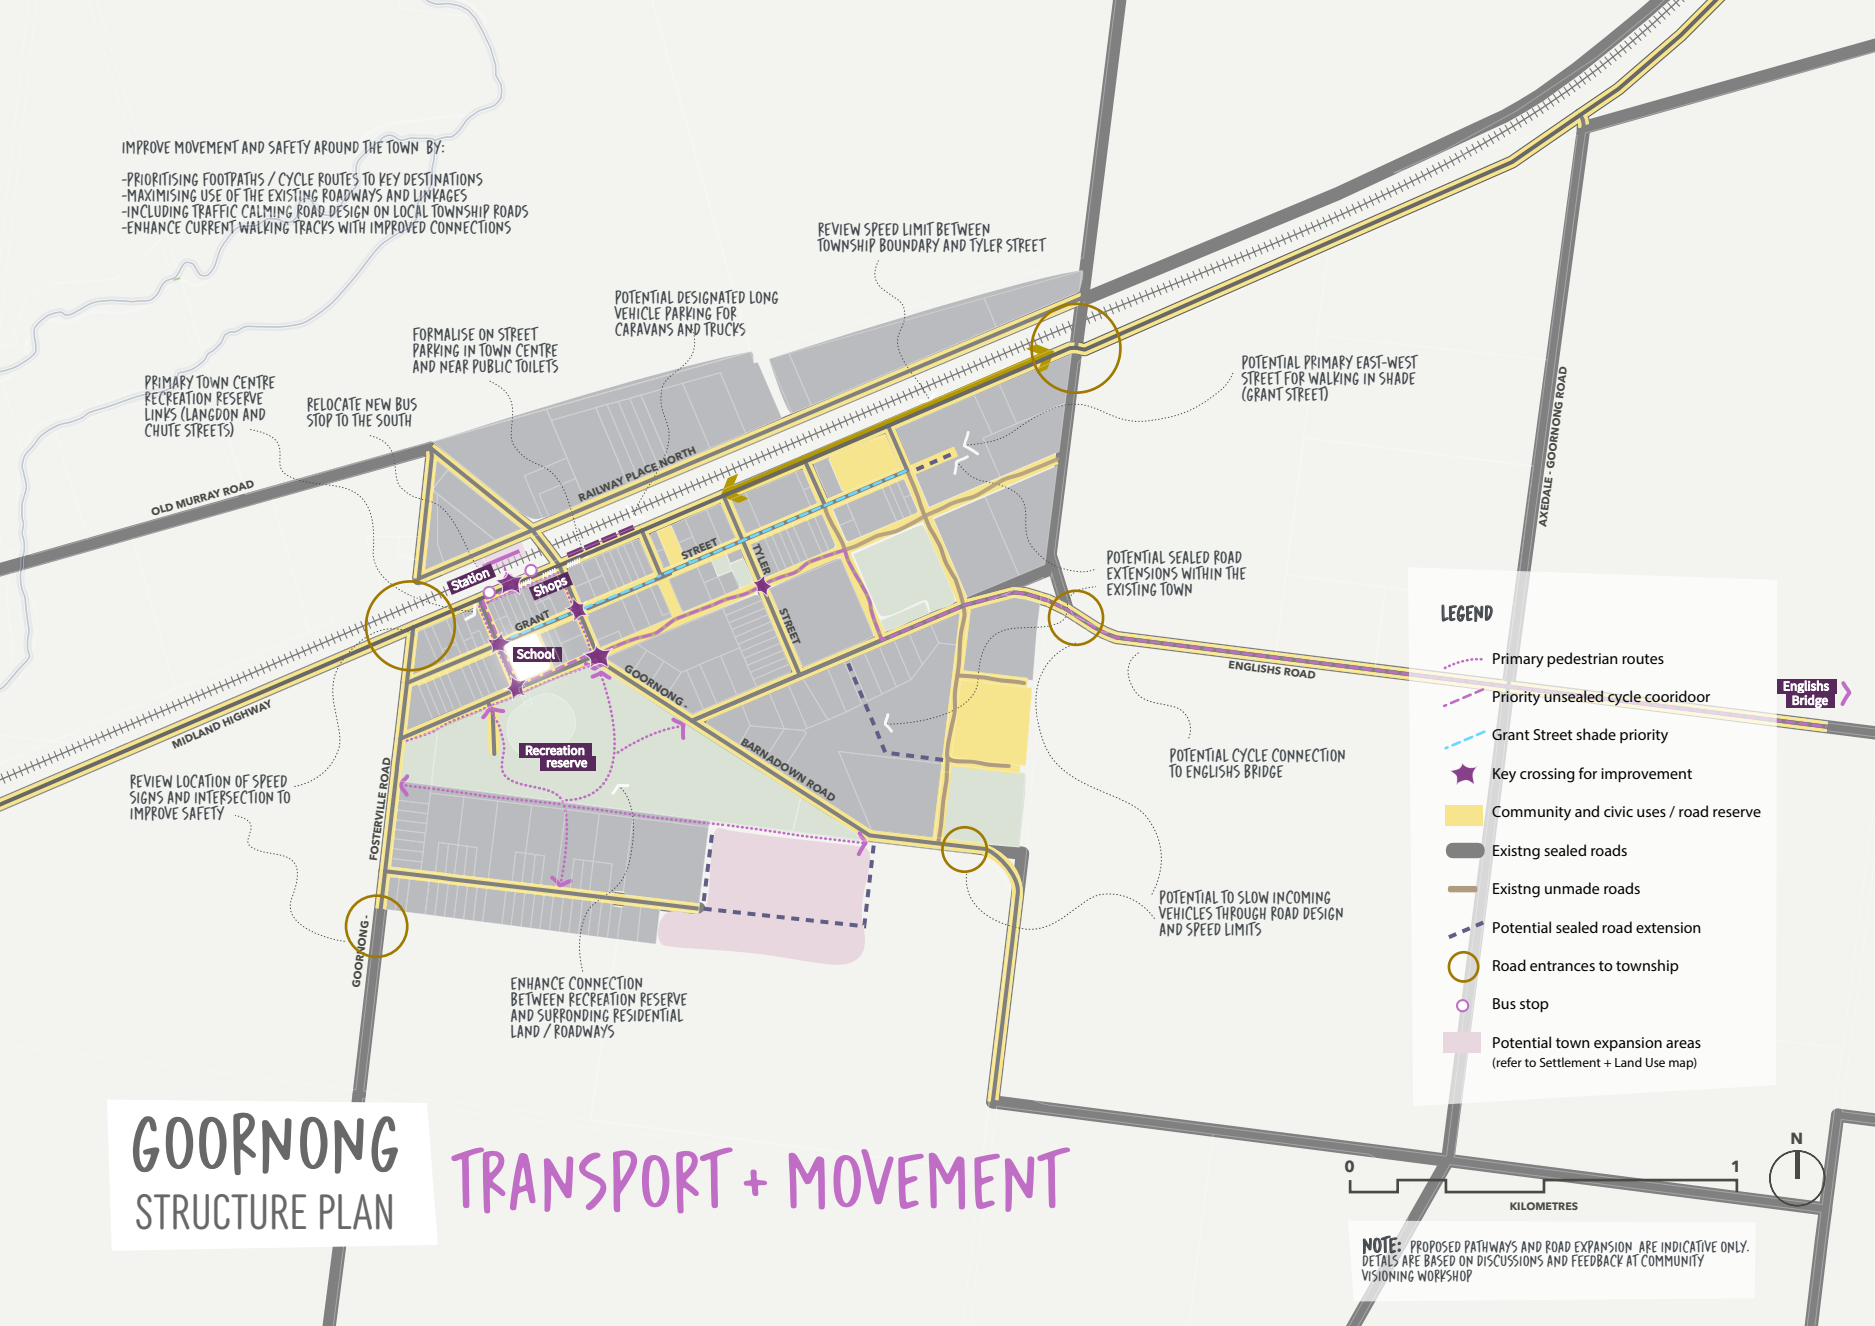 IMPROVE MOVEMENT AND SAFETY AROUND THE TOWN BY:
-PRIORITISING FOOTPATHS / CYCLE ROUTES TO KEY DESTINATIONS
-MAXIMISING USE OF THE EXISTING ROADWAYS AND LINKAGES
-INCLUDING TRAFFIC CALMING ROAD DESIGN ON LOCAL TOWNSHIP ROADS
-ENHANCE CURRENT WALKING TRACKS WITH IMPROVED CONNECTIONS
REVIEW SPEED LIMIT BETWEEN
TOWNSHIP BOUNDARY AND TYLER STREET
POTENTIAL DESIGNATED LONG
VEHICLE PARKING FOR
CARAVANS AND TRUCKS
FORMALISE ON STREET
PARKING IN TOWN CENTRE
AND NEAR PUBLIC TOILETS
PRIMARY TOWN CENTRE
RECREATION RESERVE
LINKS (LANGDON AND
CHUTE STREETS)
RELOCATE NEW BUS
STOP TO THE SOUTH
POTENTIAL PRIMARY EAST-WEST
STREET FOR WALKING IN SHADE
(GRANT STREET)
OLD MURRAY ROAD
RAILWAY PLACE NORTH
AXEDALE - GOORNONG ROAD
STREET
TYLER
STREET
Station
Shops
GRANT
School
GOORNONG -
BARNADOWN ROAD
POTENTIAL SEALED ROAD
EXTENSIONS WITHIN THE
EXISTING TOWN
ENGLISHS ROAD
Englishs
Bridge
MIDLAND HIGHWAY
Recreation
reserve
POTENTIAL CYCLE CONNECTION
TO ENGLISHS BRIDGE
REVIEW LOCATION OF SPEED
SIGNS AND INTERSECTION TO
IMPROVE SAFETY
FOSTERVILLE ROAD
GOORNONG -
POTENTIAL TO SLOW INCOMING
VEHICLES THROUGH ROAD DESIGN
AND SPEED LIMITS
ENHANCE CONNECTION
BETWEEN RECREATION RESERVE
AND SURRONDING RESIDENTIAL
LAND / ROADWAYS
LEGEND
Primary pedestrian routes
Priority unsealed cycle cooridoor
Grant Street shade priority
Key crossing for improvement
Community and civic uses / road reserve
Existng sealed roads
Existng unmade roads
Potential sealed road extension
Road entrances to township
Bus stop
Potential town expansion areas
(refer to Settlement + Land Use map)
GOORNONG
STRUCTURE PLAN
TRANSPORT + MOVEMENT
0 1
KILOMETRES
N
NOTE: PROPOSED PATHWAYS AND ROAD EXPANSION ARE INDICATIVE ONLY.
DETALS ARE BASED ON DISCUSSIONS AND FEEDBACK AT COMMUNITY
VISIONING WORKSHOP